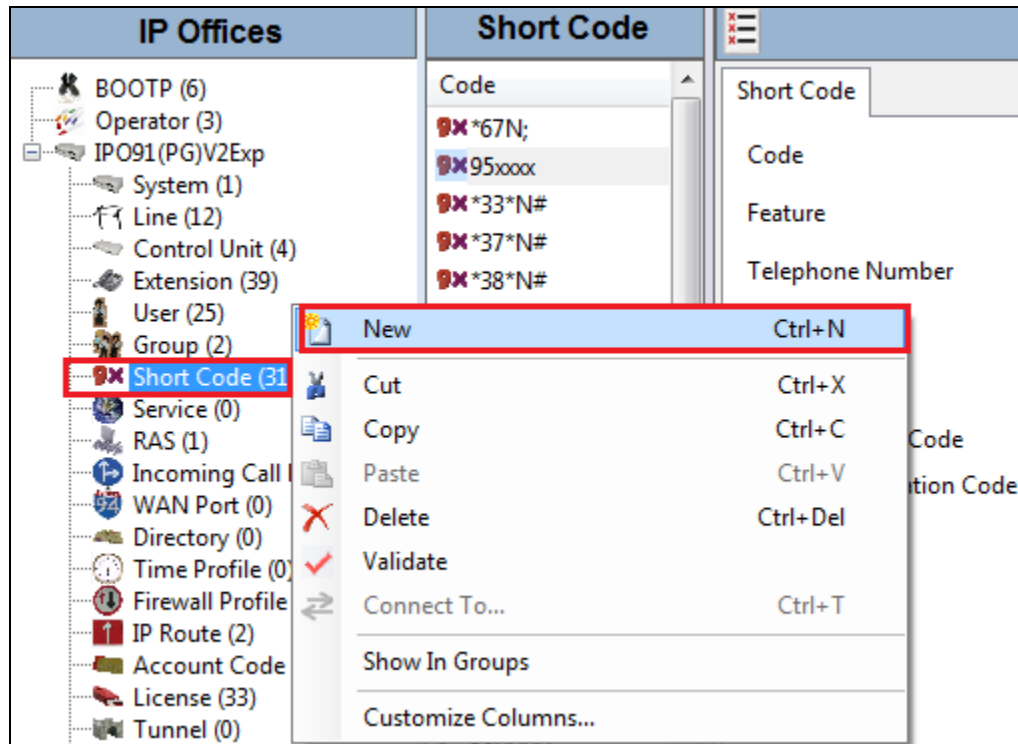 IP Offices
BOOTP (6)
Operator (3)
IPO91(PG)V2Exp
System (1)
Line (12)
Control Unit (4)
Extension (39)
User (25)
Group (2)
Short Code (31
Service (0)
RAS (1)
Incoming Call
WAN Port (0)
Directory (0)
Time Profile (0)
Firewall Profile
IP Route (2)
Account Code
License (33)
Tunnel (0)
Short Code
Code
*67N;
95xxxx
*33*N#
*37*N#
*38*N#
New Ctrl+N
Cut Ctrl+X
Copy Ctrl+C
Paste Ctrl+V
Delete Ctrl+Del
Validate
Connect To... Ctrl+T
Show In Groups
Customize Columns...
Short Code
Code
Feature
Telephone Number
Code
Code